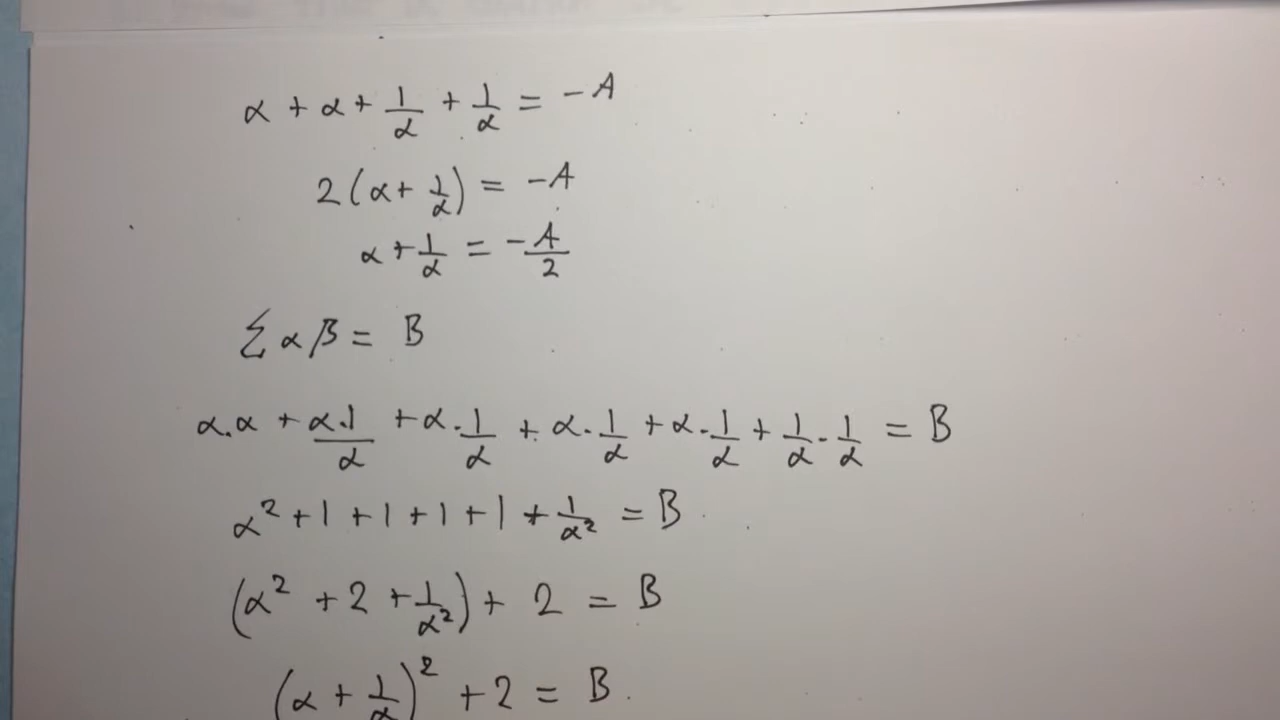 α + α + 1/α + 1/α = -A
2(α + 1/α) = -A
α + 1/α = -A/2
Σ αβ = B
α.α + α.1/α + α.1/α + α.1/α + α.1/α + 1/α.1/α = B
α² + 1 + 1 + 1 + 1 + 1/α² = B
(α² + 2 + 1/α²) + 2 = B
(α + 1/α)² + 2 = B.